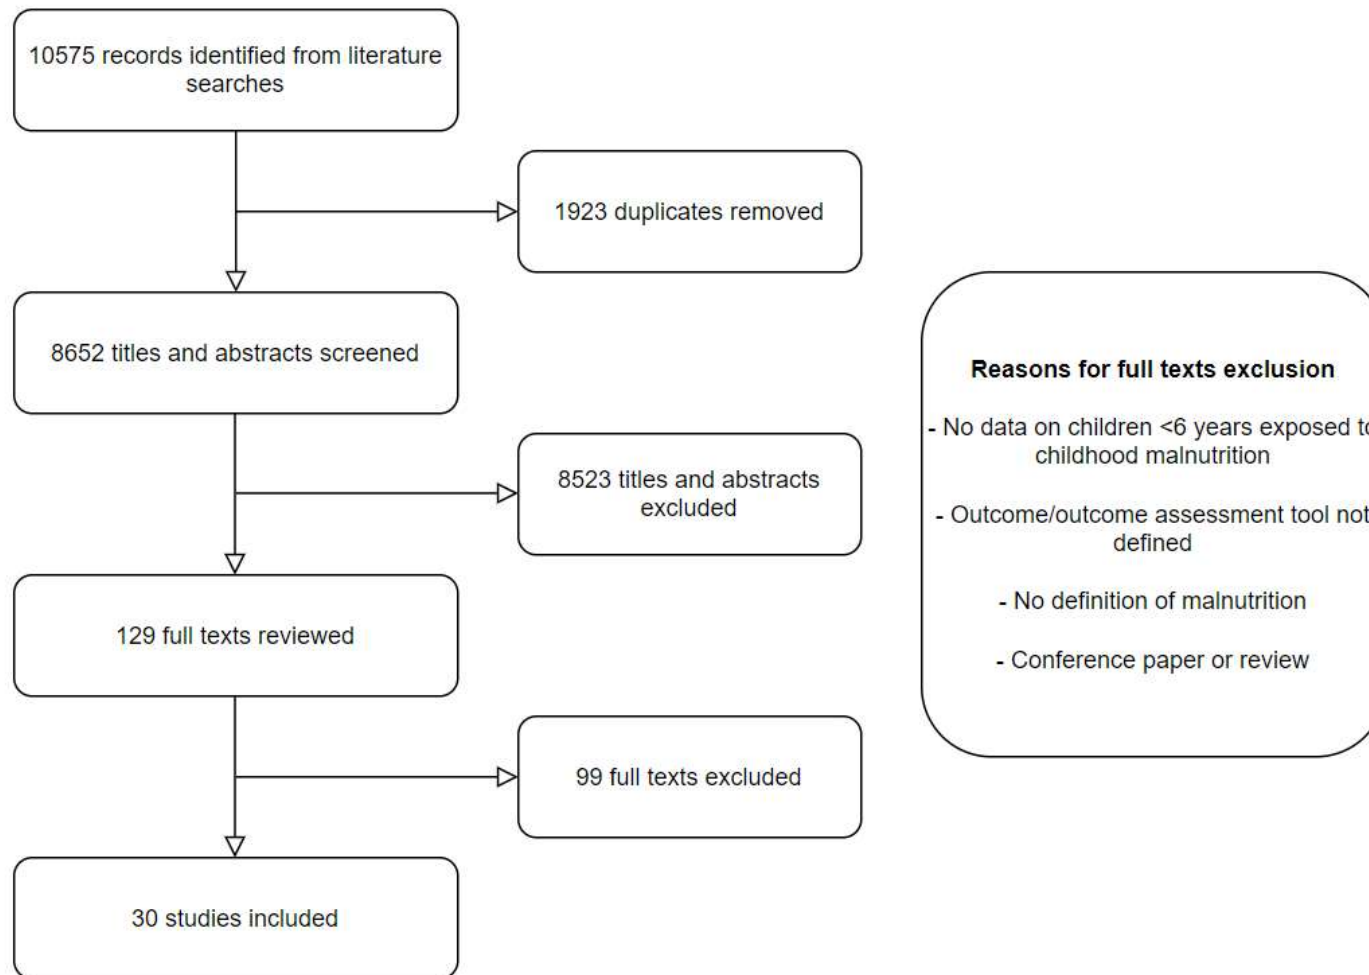 10575 records identified from literature
searches
1923 duplicates removed
8652 titles and abstracts screened
8523 titles and abstracts
excluded
129 full texts reviewed
99 full texts excluded
30 studies included
Reasons for full texts exclusion
- No data on children <6 years exposed to
childhood malnutrition
- Outcome/outcome assessment tool not
defined
- No definition of malnutrition
- Conference paper or review